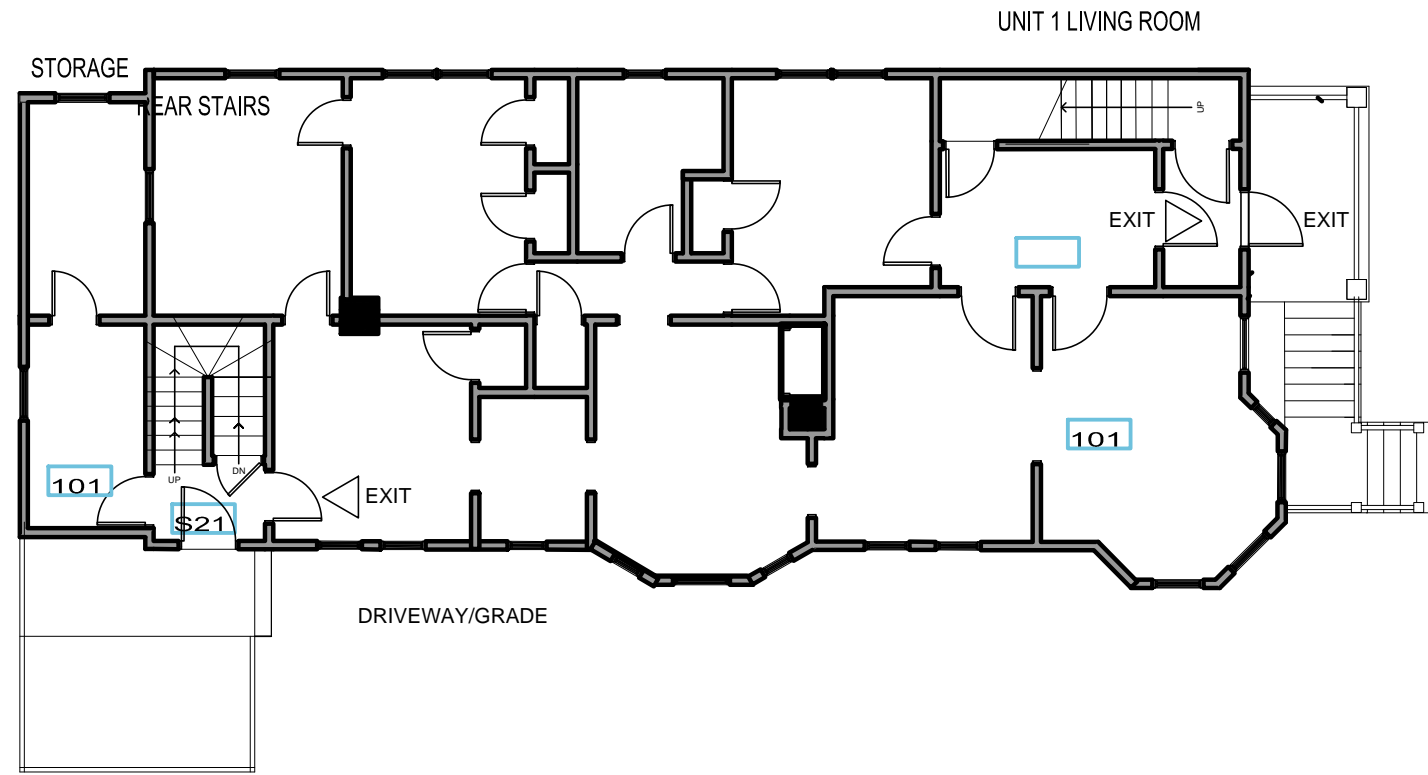 UNIT 1 LIVING ROOM
STORAGE
REAR STAIRS
UP
EXIT
EXIT
101
101
UP
DN
EXIT
S21
DRIVEWAY/GRADE